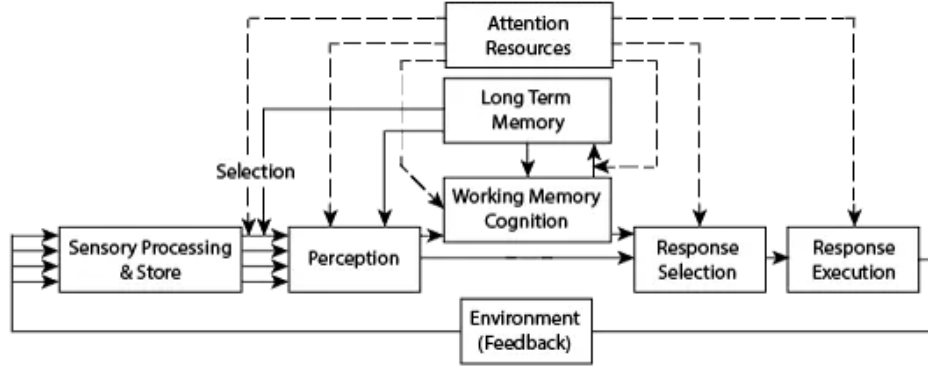 Attention
Resources
Long Term
Memory
Selection
Working Memory
Cognition
Sensory Processing
& Store
Perception
Response
Selection
Response
Execution
Environment
(Feedback)